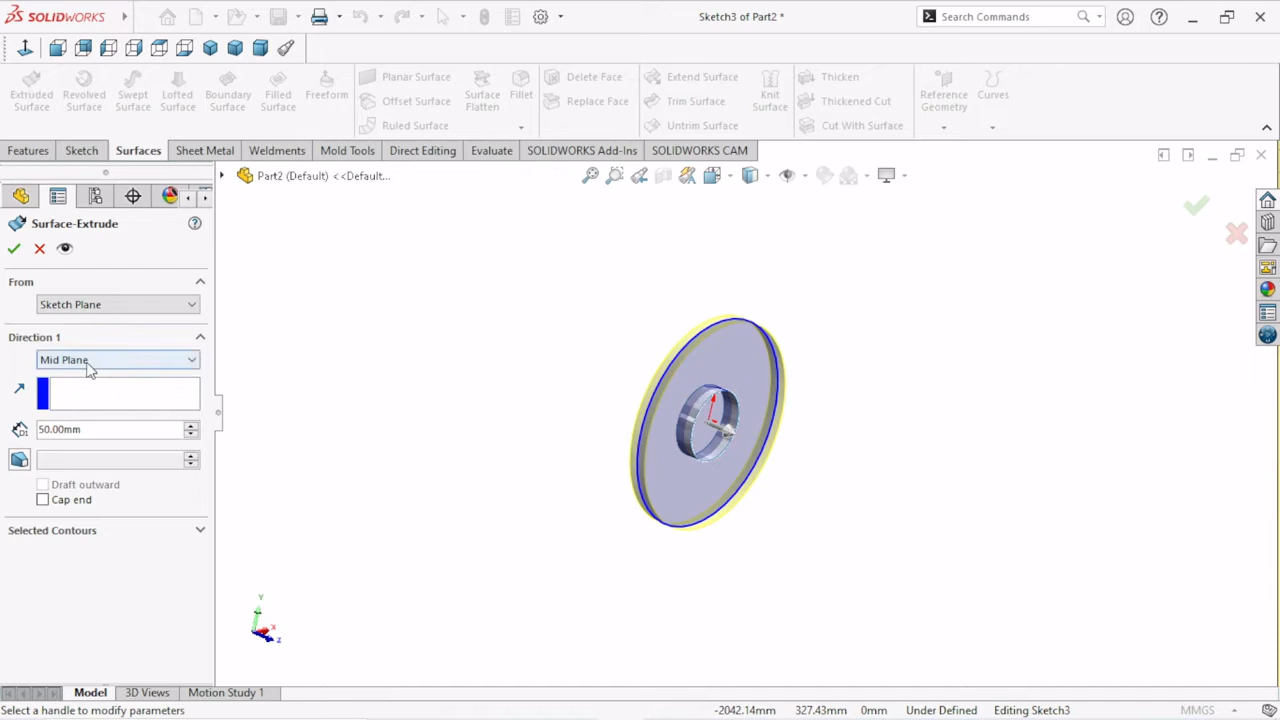 SOLIDWORKS
Sketch3 of Part2 *
Search Commands
Extruded Surface
Revolved Surface
Swept Surface
Lofted Surface
Boundary Surface
Filled Surface
Freeform
Planar Surface
Offset Surface
Ruled Surface
Surface Flatten
Fillet
Delete Face
Replace Face
Extend Surface
Trim Surface
Untrim Surface
Knit Surface
Thicken
Thickened Cut
Cut With Surface
Reference Geometry
Curves
Features
Sketch
Surfaces
Sheet Metal
Weldments
Mold Tools
Direct Editing
Evaluate
SOLIDWORKS Add-Ins
SOLIDWORKS CAM
Part2 (Default) <<Default...
Surface-Extrude
From
Sketch Plane
Direction 1
Mid Plane
D1
50.00mm
Draft outward
Cap end
Selected Contours
Y
X
Z
Model
3D Views
Motion Study 1
Select a handle to modify parameters
-2042.14mm
327.43mm
0mm
Under Defined
Editing Sketch3
MMGS